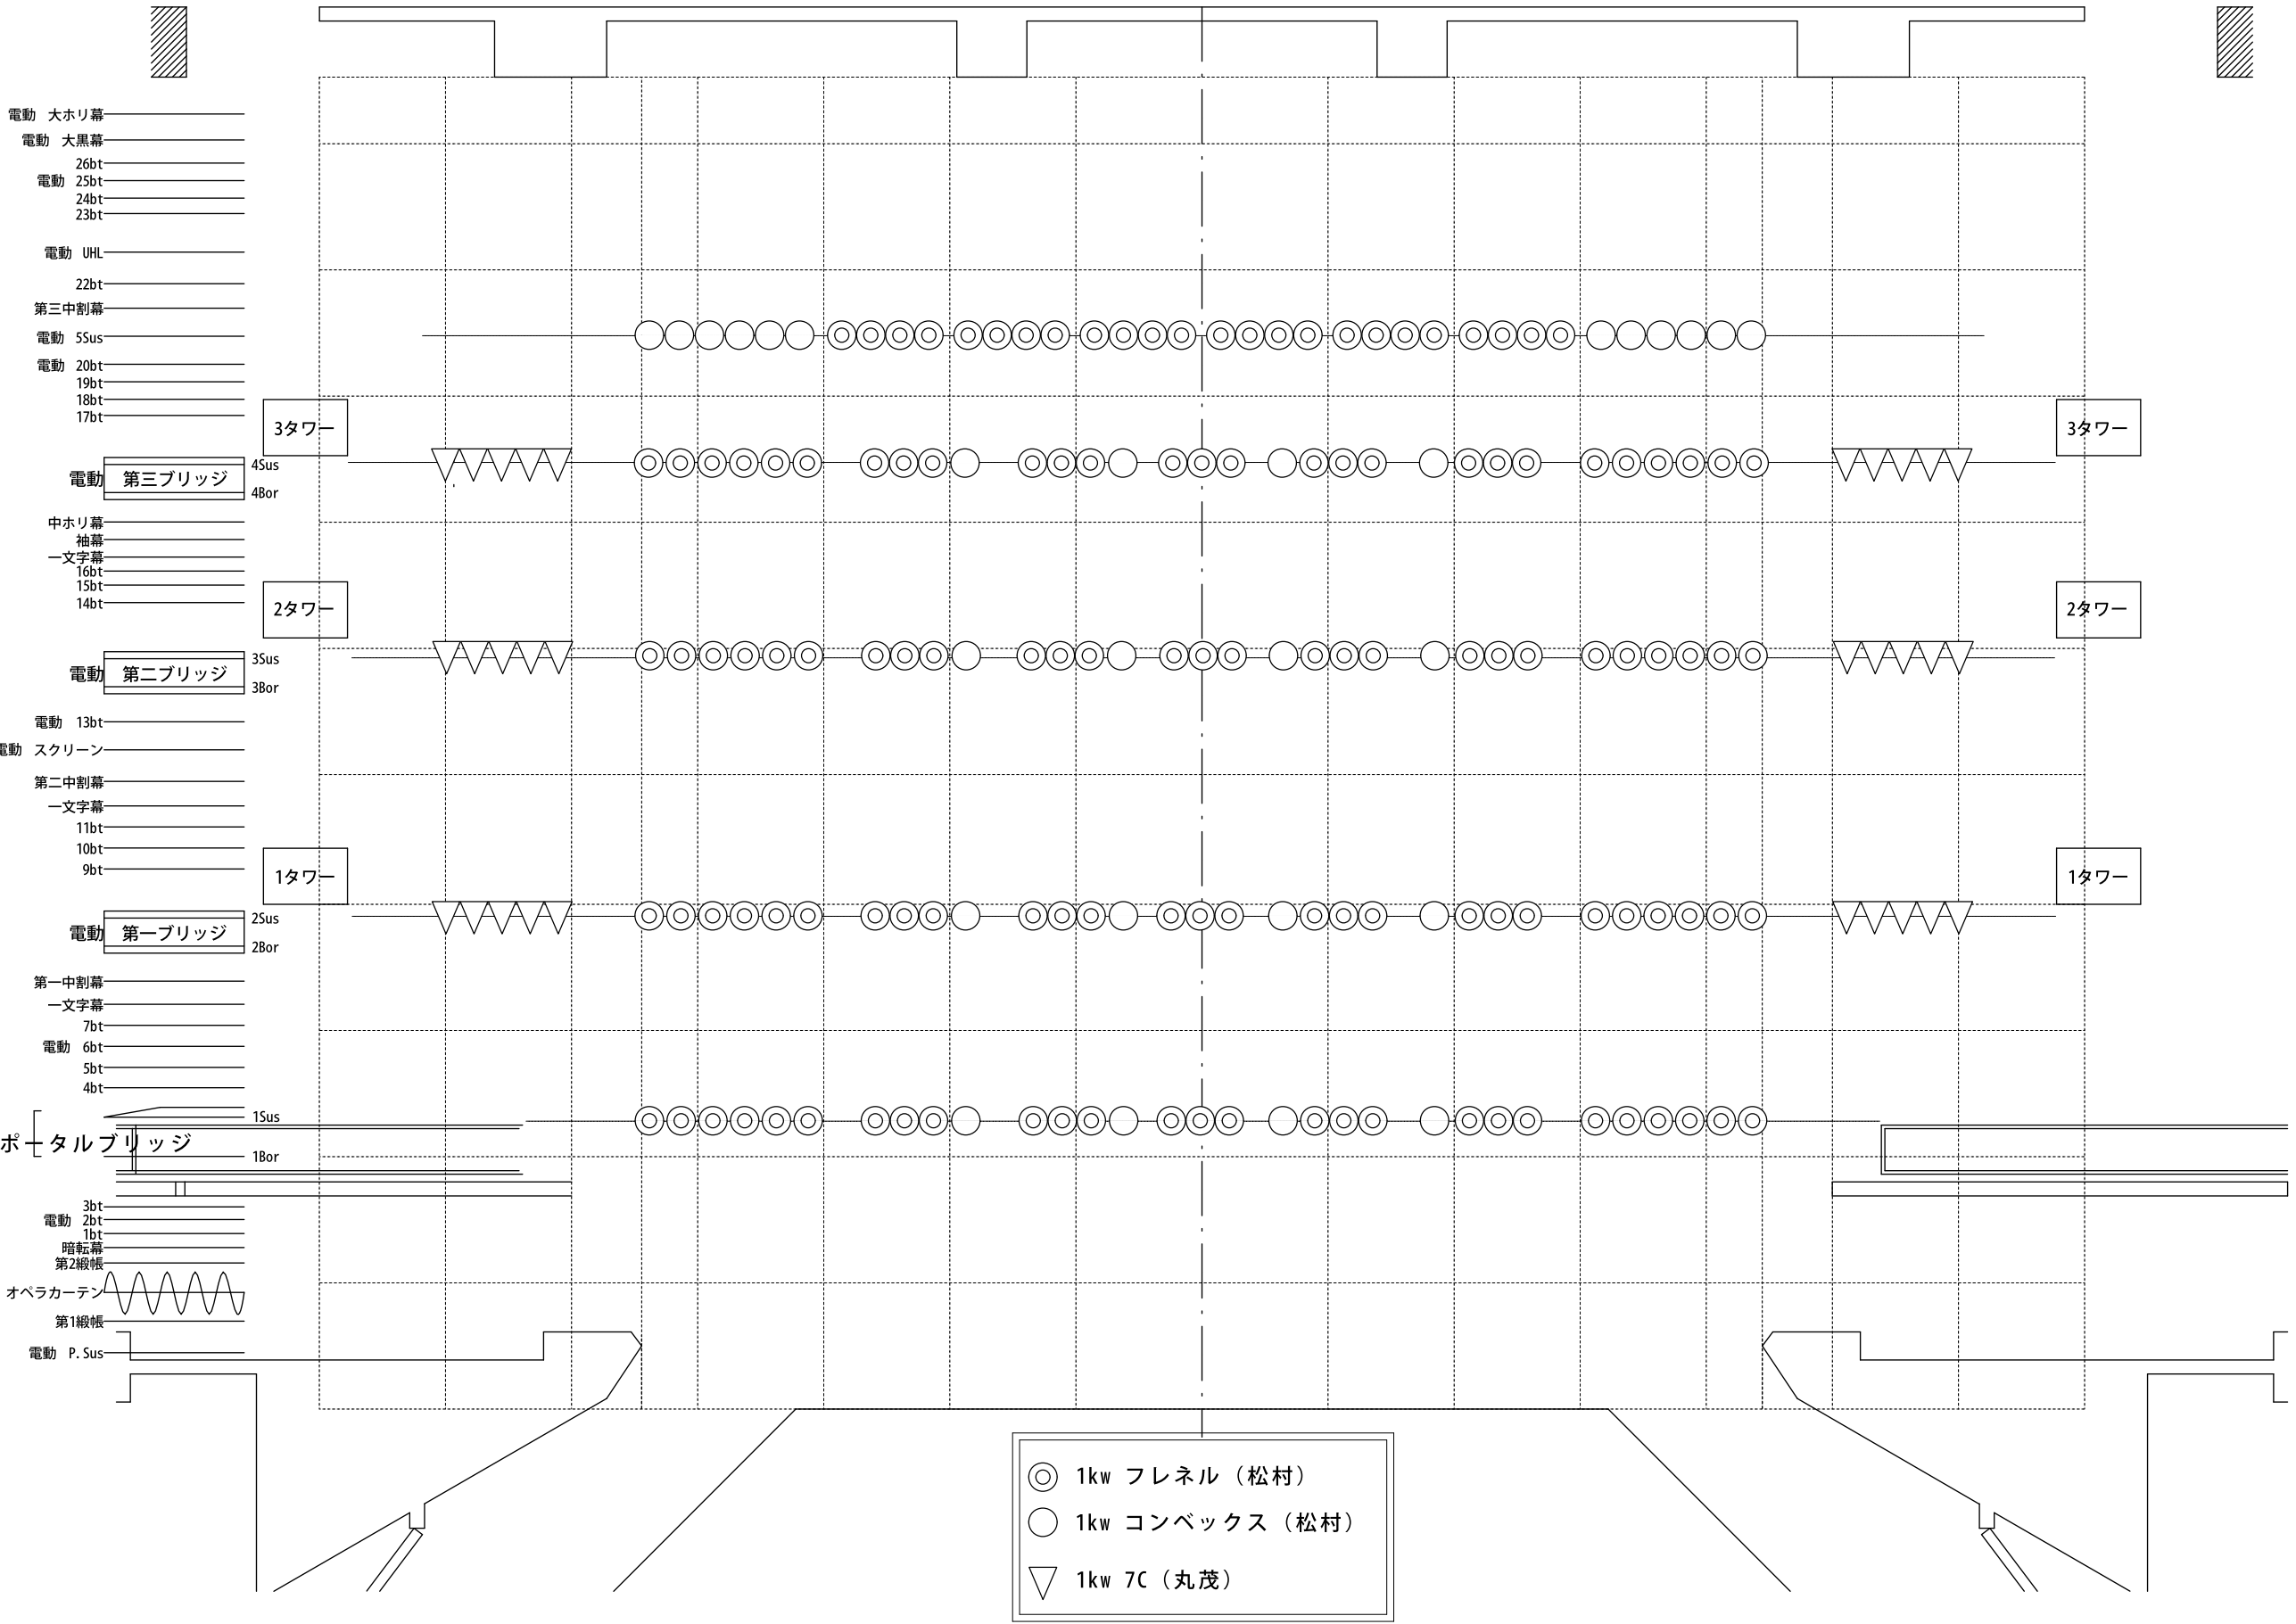 電動 大ホリ幕
電動 大黒幕
26bt
電動 25bt
24bt
23bt
電動 UHL
22bt
第三中割幕
電動 5Sus
電動 20bt
19bt
18bt
17bt
3タワー
3タワー
電動 第三ブリッジ
4Sus
4Bor
中ホリ幕
袖幕
一文字幕
16bt
15bt
14bt
2タワー
2タワー
電動 第二ブリッジ
3Sus
3Bor
電動 13bt
電動 スクリーン
第二中割幕
一文字幕
11bt
10bt
9bt
1タワー
1タワー
電動 第一ブリッジ
2Sus
2Bor
第一中割幕
一文字幕
7bt
電動 6bt
5bt
4bt
1Sus
ポータルブリッジ
1Bor
3bt
電動 2bt
1bt
暗転幕
第2緞帳
オペラカーテン
第1緞帳
電動 P.Sus
1kw フレネル（松村）
1kw コンベックス（松村）
1kw 7C（丸茂）